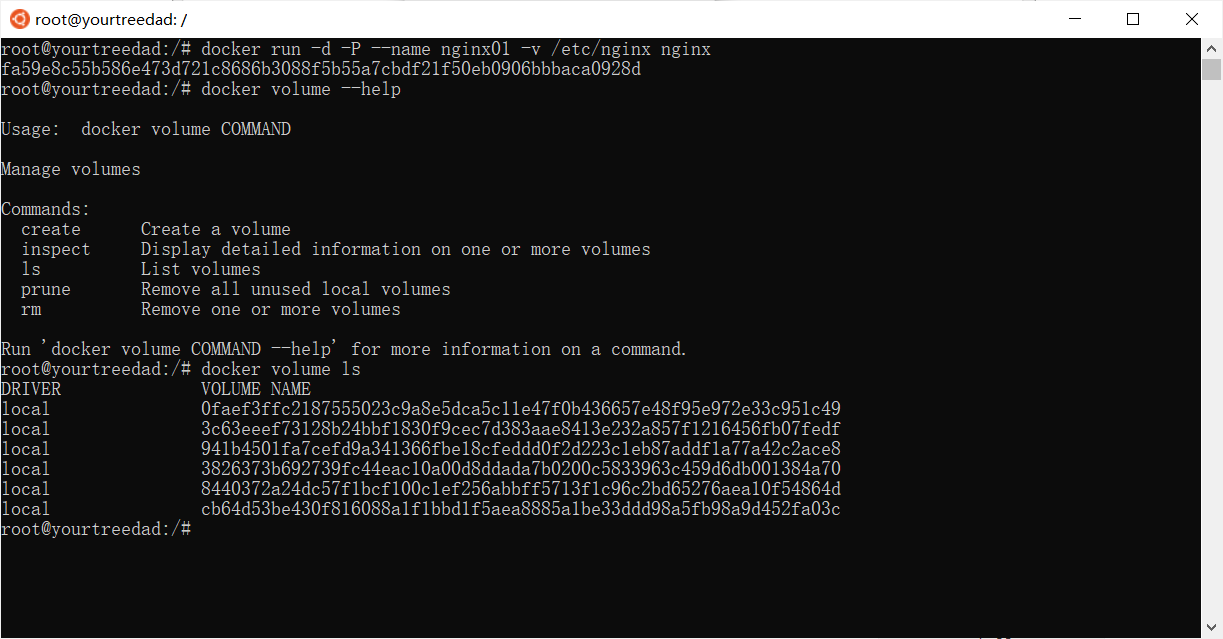 root@yourtreedad: /
root@yourtreedad:/# docker run -d -P --name nginx01 -v /etc/nginx nginx
fa59e8c55b586e473d721c8686b3088f5b55a7cbdf21f50eb0906bbbaca0928d
root@yourtreedad:/# docker volume --help
Usage:  docker volume COMMAND
Manage volumes
Commands:
  create      Create a volume
  inspect     Display detailed information on one or more volumes
  ls          List volumes
  prune       Remove all unused local volumes
  rm          Remove one or more volumes
Run 'docker volume COMMAND --help' for more information on a command.
root@yourtreedad:/# docker volume ls
DRIVER              VOLUME NAME
local               0faef3ffc2187555023c9a8e5dca5c11e47f0b436657e48f95e972e33c951c49
local               3c63eeef73128b24bbf1830f9cec7d383aae8413e232a857f1216456fb07fedf
local               941b4501fa7cefd9a341366fbe18cfeddd0f2d223c1eb87addf1a77a42c2ace8
local               3826373b692739fc44eac10a00d8ddada7b0200c5833963c459d6db001384a70
local               8440372a24dc57f1bcf100c1ef256abbff5713f1c96c2bd65276aea10f54864d
local               cb64d53be430f816088a1f1bbd1f5aea8885a1be33ddd98a5fb98a9d452fa03c
root@yourtreedad:/#